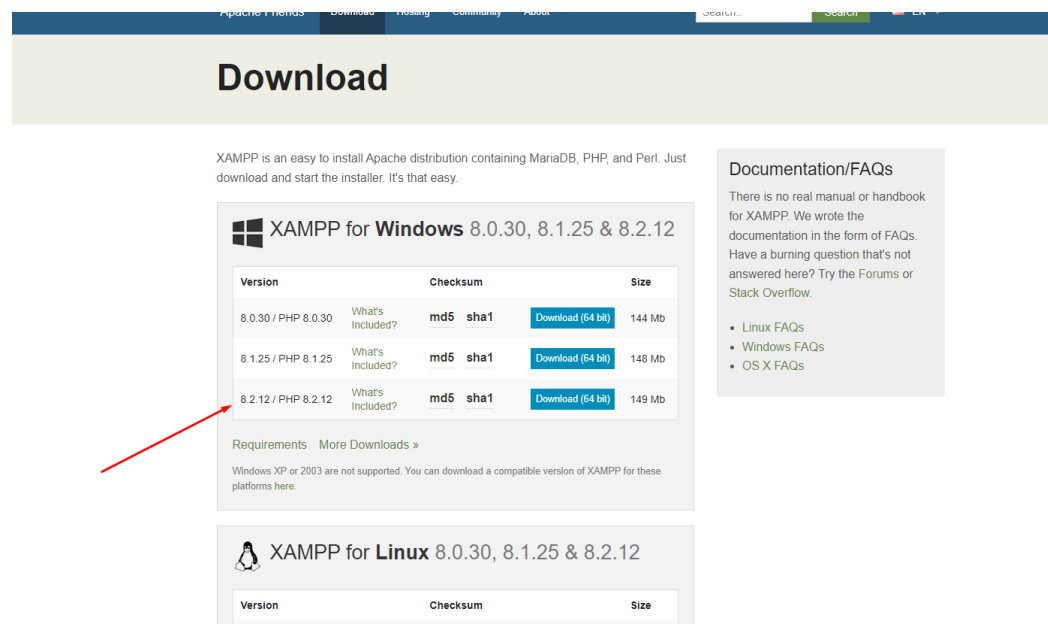 Apache Friends Download Hosting Community About Search.. Search EN
Download
XAMPP is an easy to install Apache distribution containing MariaDB, PHP, and Perl. Just
download and start the installer. It's that easy.
XAMPP for Windows 8.0.30, 8.1.25 & 8.2.12
Version Checksum Size
8.0.30 / PHP 8.0.30 What's Included? md5 sha1 Download (64 bit) 144 Mb
8.1.25 / PHP 8.1.25 What's Included? md5 sha1 Download (64 bit) 148 Mb
8.2.12 / PHP 8.2.12 What's Included? md5 sha1 Download (64 bit) 149 Mb
Requirements More Downloads »
Windows XP or 2003 are not supported. You can download a compatible version of XAMPP for these
platforms here.
XAMPP for Linux 8.0.30, 8.1.25 & 8.2.12
Version Checksum Size
Documentation/FAQs
There is no real manual or handbook
for XAMPP. We wrote the
documentation in the form of FAQs.
Have a burning question that's not
answered here? Try the Forums or
Stack Overflow.
• Linux FAQs
• Windows FAQs
• OS X FAQs